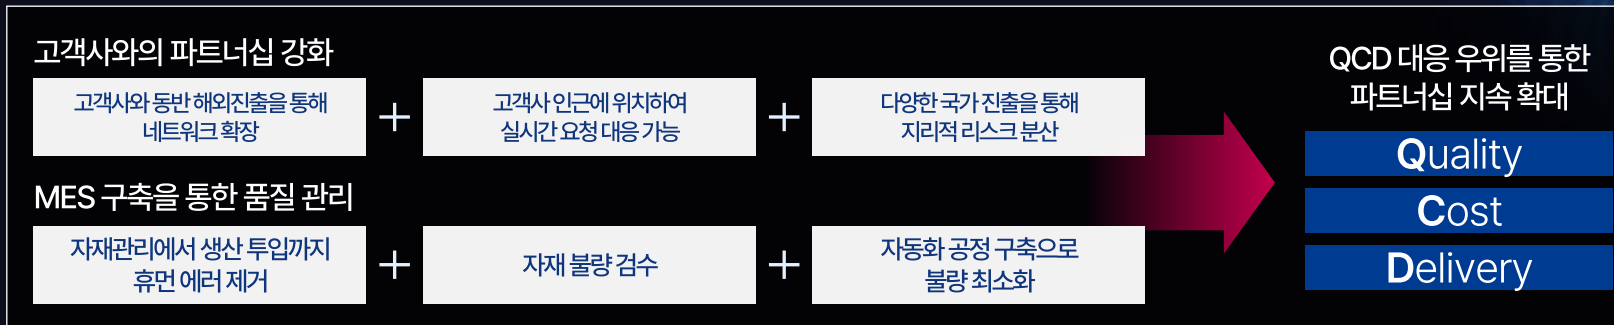 고객사와의 파트너십 강화
고객사와 동반 해외진출을 통해
네트워크 확장
+
고객사 인근에 위치하여
실시간 요청 대응 가능
+
다양한 국가 진출을 통해
지리적 리스크 분산
MES 구축을 통한 품질 관리
자재관리에서 생산 투입까지
휴먼 에러 제거
+
자재 불량 검수
+
자동화 공정 구축으로
불량 최소화
QCD 대응 우위를 통한
파트너십 지속 확대
Quality
Cost
Delivery